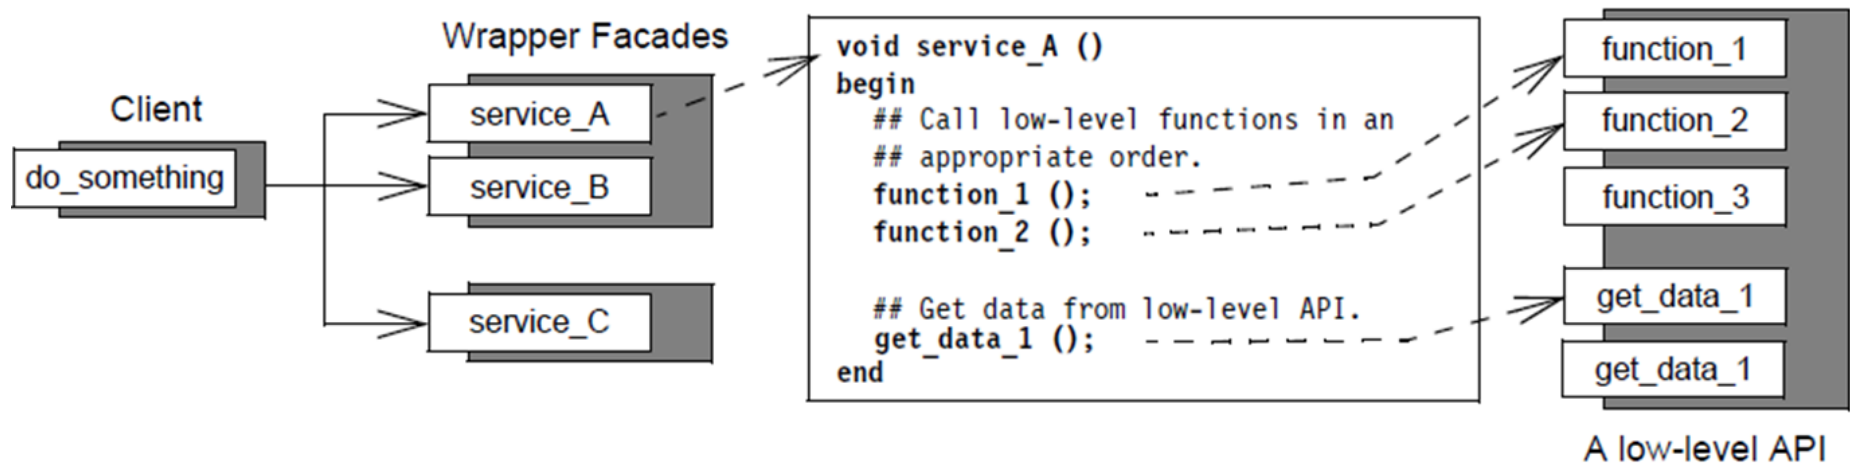 Client
do_something
Wrapper Facades
service_A
service_B
service_C
void service_A ()
begin
## Call low-level functions in an
## appropriate order.
function_1 ();
function_2 ();
## Get data from low-level API.
get_data_1 ();
end
function_1
function_2
function_3
get_data_1
get_data_1
A low-level API